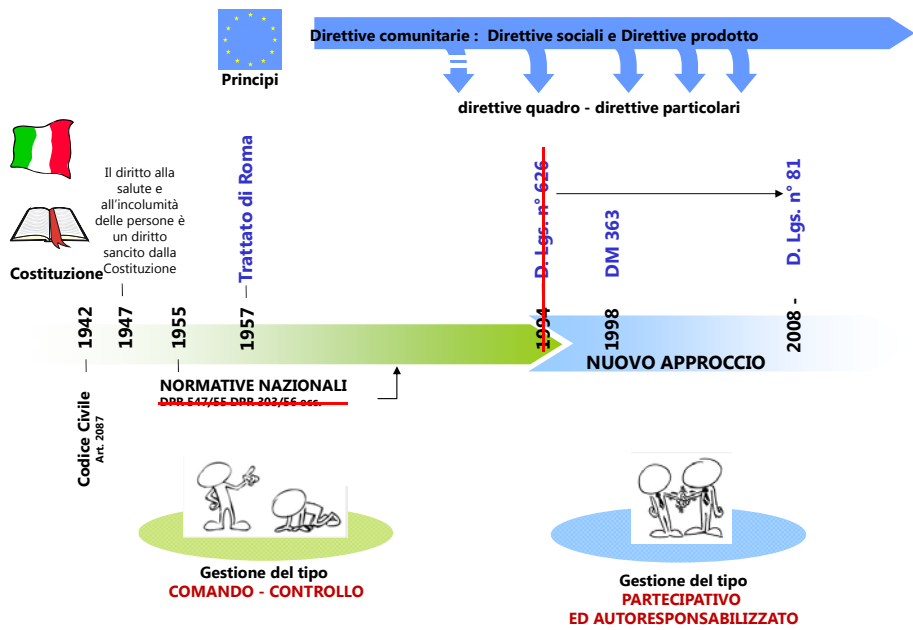 Direttive comunitarie : Direttive sociali e Direttive prodotto
Principi
direttive quadro - direttive particolari
Il diritto alla
salute e
all'incolumità
delle persone è
un diritto
sancito dalla
Costituzione
Costituzione
Trattato di Roma
D. Lgs. n° 626
DM 363
D. Lgs. n° 81
1942
1947
1955
1957
1994
1998
2008 -
NUOVO APPROCCIO
NORMATIVE NAZIONALI
DPR 547/55 DPR 303/56 ecc.
Codice Civile
Art. 2087
Gestione del tipo
COMANDO - CONTROLLO
Gestione del tipo
PARTECIPATIVO
ED AUTORESPONSABILIZZATO